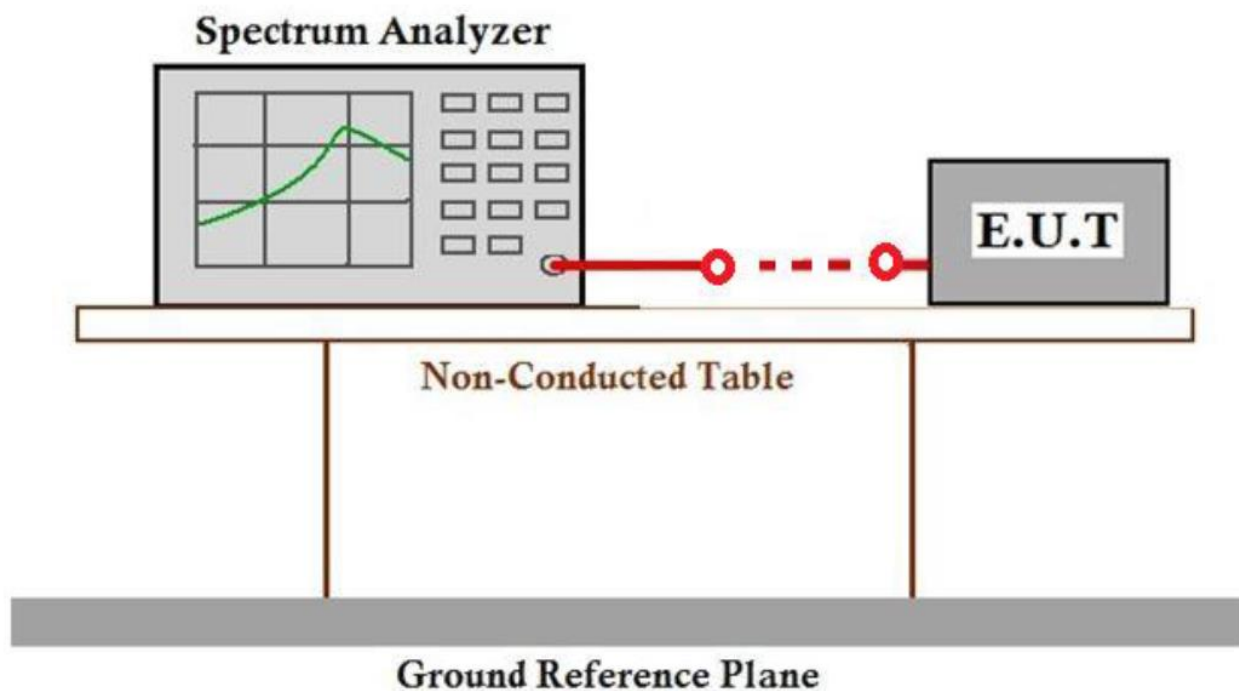 Spectrum Analyzer
E.U.T
Non-Conducted Table
Ground Reference Plane